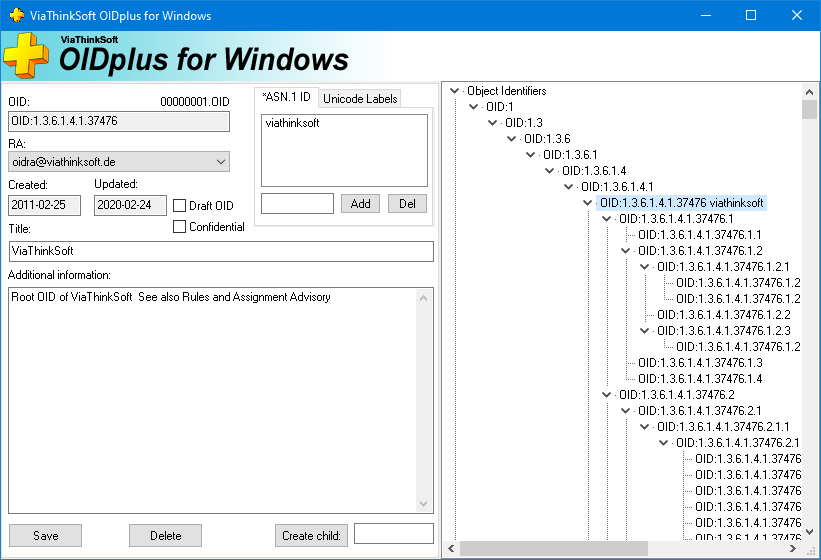 ViaThinkSoft OIDplus for Windows
ViaThinkSoft
OIDplus for Windows
OID:
00000001.OID
OID:1.3.6.1.4.1.37476
RA:
oidra@viathinksoft.de
Created:
Updated:
2011-02-25
2020-02-24
Draft OID
Confidential
*ASN.1 ID
Unicode Labels
viathinksoft
Add
Del
Title:
ViaThinkSoft
Additional information:
Root OID of ViaThinkSoft  See also Rules and Assignment Advisory
Save
Delete
Create child:
Object Identifiers
OID:1
OID:1.3
OID:1.3.6
OID:1.3.6.1
OID:1.3.6.1.4
OID:1.3.6.1.4.1
OID:1.3.6.1.4.1.37476 viathinksoft
OID:1.3.6.1.4.1.37476.1
OID:1.3.6.1.4.1.37476.1.1
OID:1.3.6.1.4.1.37476.1.2
OID:1.3.6.1.4.1.37476.1.2.1
OID:1.3.6.1.4.1.37476.1.2
OID:1.3.6.1.4.1.37476.1.2
OID:1.3.6.1.4.1.37476.1.2.2
OID:1.3.6.1.4.1.37476.1.2.3
OID:1.3.6.1.4.1.37476.1.2
OID:1.3.6.1.4.1.37476.1.3
OID:1.3.6.1.4.1.37476.1.4
OID:1.3.6.1.4.1.37476.2
OID:1.3.6.1.4.1.37476.2.1
OID:1.3.6.1.4.1.37476.2.1.1
OID:1.3.6.1.4.1.37476.2.1
OID:1.3.6.1.4.1.37476
OID:1.3.6.1.4.1.37476
OID:1.3.6.1.4.1.37476
OID:1.3.6.1.4.1.37476
OID:1.3.6.1.4.1.37476
OID:1.3.6.1.4.1.37476